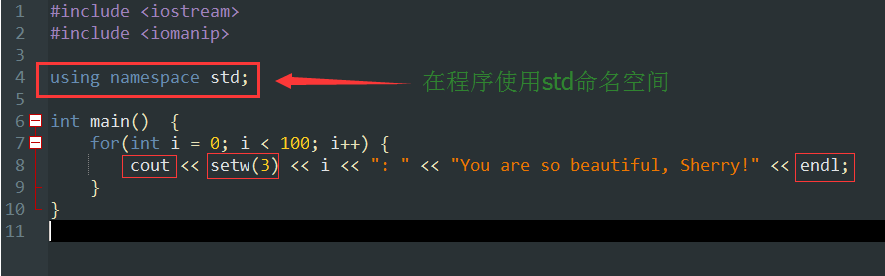 1 #include <iostream>
2 #include <iomanip>
3
4 using namespace std; 在程序使用std命名空间
5
6 int main()  {
7     for(int i = 0; i < 100; i++) {
8         cout << setw(3) << i << ": " << "You are so beautiful, Sherry!" << endl;
9     }
10 }
11